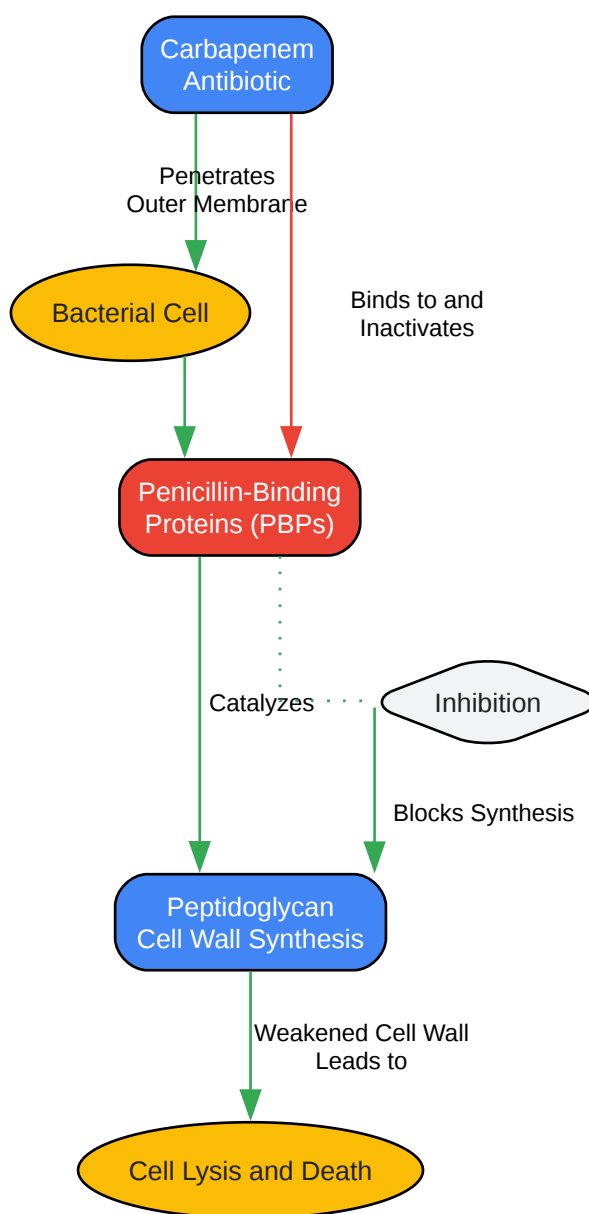 Carbapenem
Antibiotic
Penetrates
Outer Membrane
Bacterial Cell
Binds to and
Inactivates
Penicillin-Binding
Proteins (PBPs)
Catalyzes
Inhibition
Blocks Synthesis
Peptidoglycan
Cell Wall Synthesis
Weakened Cell Wall
Leads to
Cell Lysis and Death